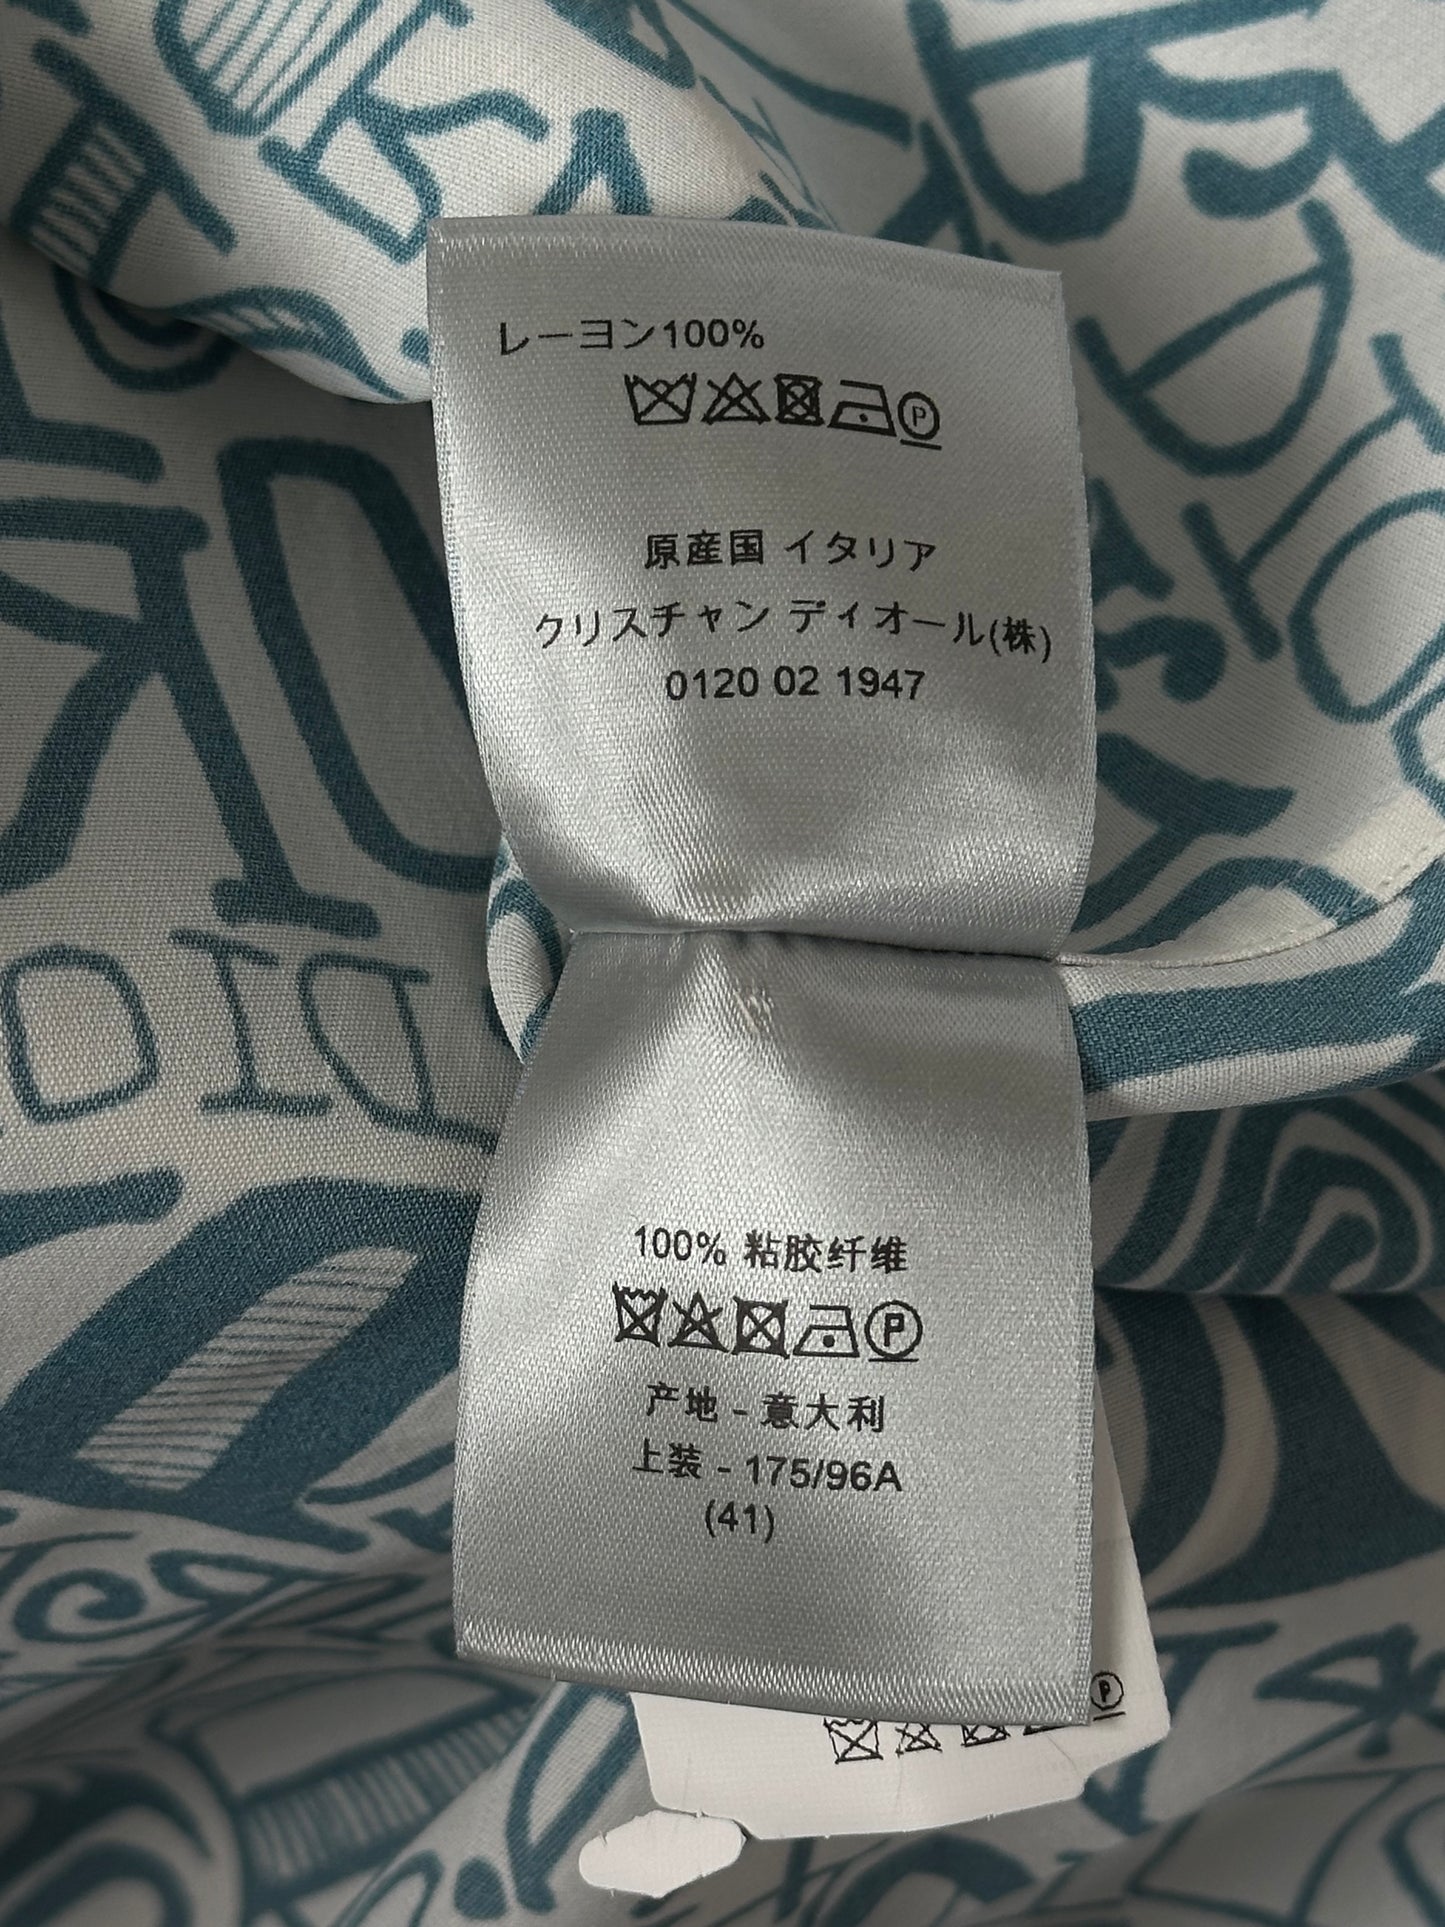 レーヨン100%
P
原産国 イタリア
クリスチャン ディオール(株)
0120 02 1947
100% 粘胶纤维
P
产地 - 意大利
上装 - 175/96A
(41)
P
DIO